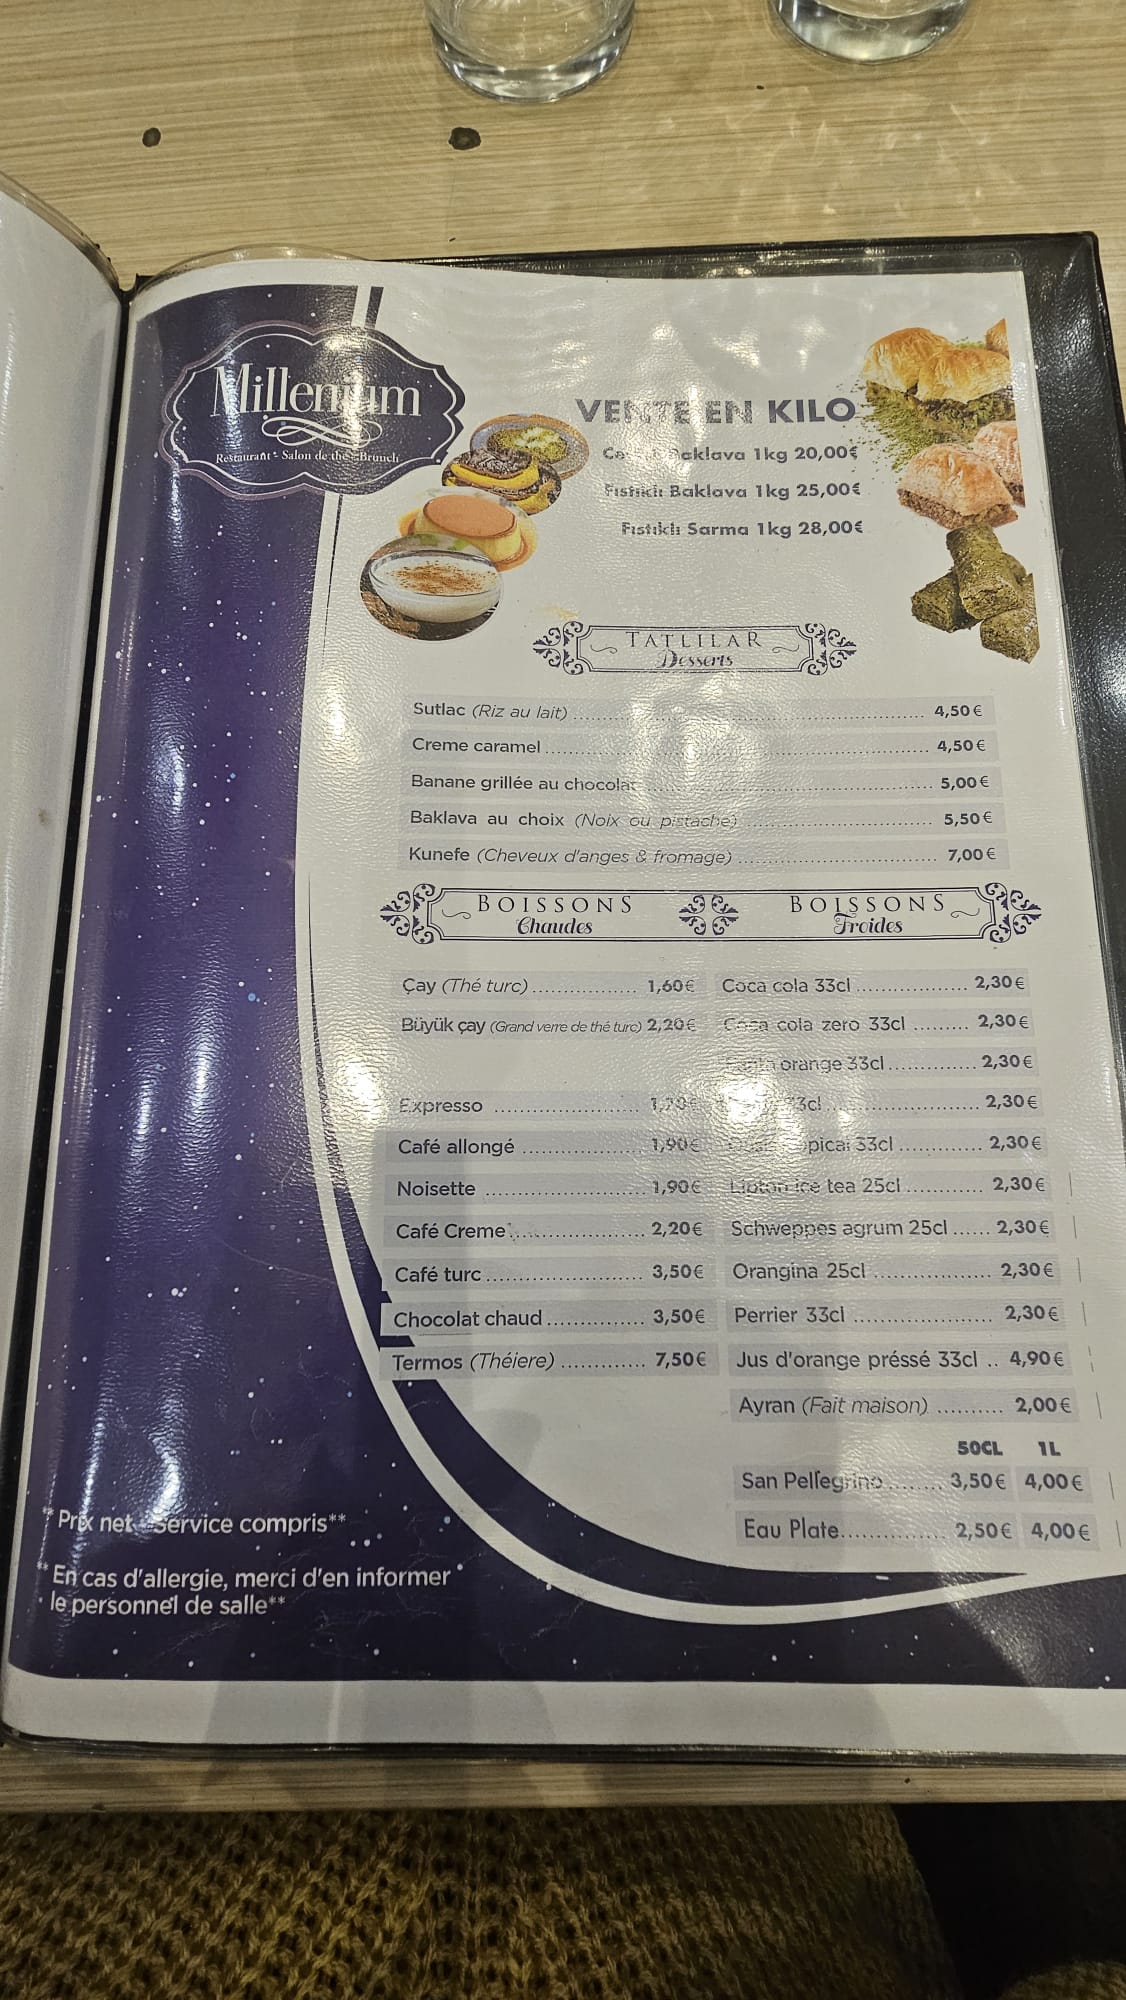 Millenium
Restaurant - Salon de thé - Brunch
VENTE EN KILO
Baklava 1kg 20,00€
Fıstıklı Baklava 1kg 25,00€
Fıstıklı Sarma 1kg 28,00€
TATLILAR
Desserts
Sutlac (Riz au lait) 4,50 €
Creme caramel 4,50 €
Banane grillée au chocolat 5,00 €
Baklava au choix (Noix ou pistache) 5,50 €
Kunefe (Cheveux d'anges & fromage) 7,00 €
BOISSONS
Chaudes
Çay (Thé turc) 1,60€
Büyük çay (Grand verre de thé turc) 2,20€
Expresso 1,70€
Café allongé 1,90€
Noisette 1,90€
Café Creme 2,20€
Café turc 3,50€
Chocolat chaud 3,50€
Termos (Théiere) 7,50€
BOISSONS
Froides
Coca cola 33cl 2,30€
Coca cola zero 33cl 2,30€
orange 33cl 2,30€
33cl 2,30€
33cl 2,30€
Lipton ice tea 25cl 2,30€
Schweppes agrum 25cl 2,30€
Orangina 25cl 2,30€
Perrier 33cl 2,30€
Jus d'orange préssé 33cl 4,90€
Ayran (Fait maison) 2,00€
50CL 1L
San Pellegrino 3,50€ 4,00€
Eau Plate 2,50€ 4,00€
** Prix net - Service compris**
** En cas d'allergie, merci d'en informer
le personnel de salle**